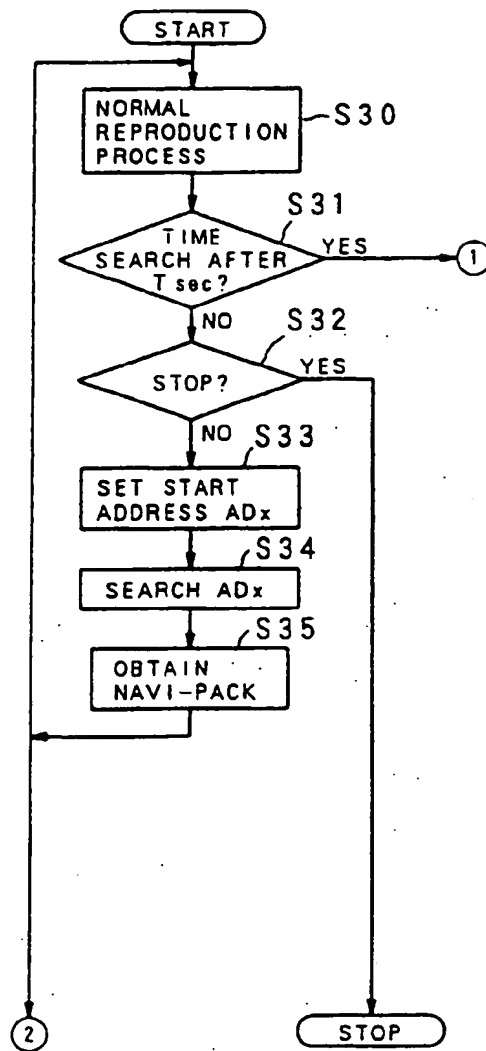 START
NORMAL
REPRODUCTION
PROCESS
S30
S31
TIME
SEARCH AFTER
T sec?
YES
1
NO
S32
STOP?
YES
NO
S33
SET START
ADDRESS ADx
S34
SEARCH ADx
S35
OBTAIN
NAVI-PACK
2
STOP